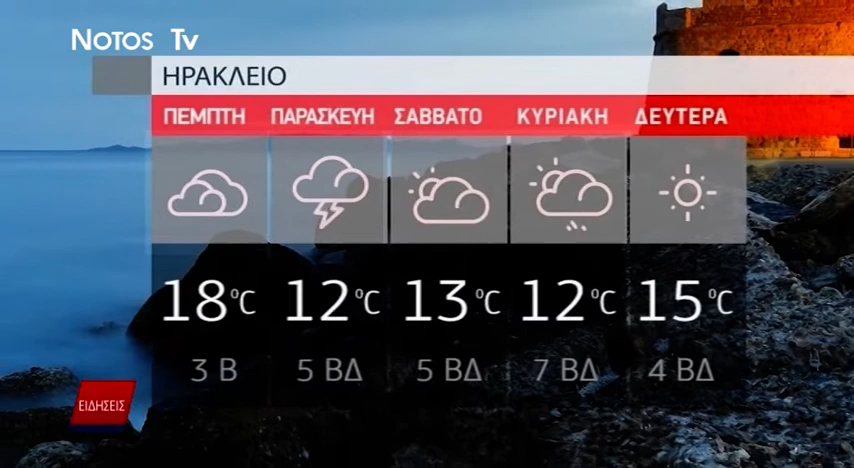 NOTOS TV
ΗΡΑΚΛΕΙΟ
ΠΕΜΠΤΗ ΠΑΡΑΣΚΕΥΗ ΣΑΒΒΑΤΟ ΚΥΡΙΑΚΗ ΔΕΥΤΕΡΑ
18°C 12°C 13°C 12°C 15°C
3 Β 5 ΒΔ 5 ΒΔ 7 ΒΔ 4 ΒΔ
ΕΙΔΗΣΕΙΣ